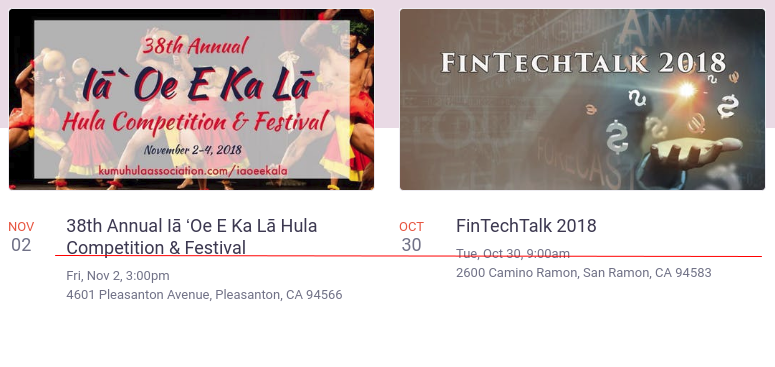 38th Annual
Iā`Oe E Ka Lā
Hula Competition & Festival
November 2-4, 2018
kumuhulaassociation.com/iaoeekala
FinTechTalk 2018
NOV
02
38th Annual Iā ʻOe E Ka Lā Hula
Competition & Festival
Fri, Nov 2, 3:00pm
4601 Pleasanton Avenue, Pleasanton, CA 94566
OCT
30
FinTechTalk 2018
Tue, Oct 30, 9:00am
2600 Camino Ramon, San Ramon, CA 94583